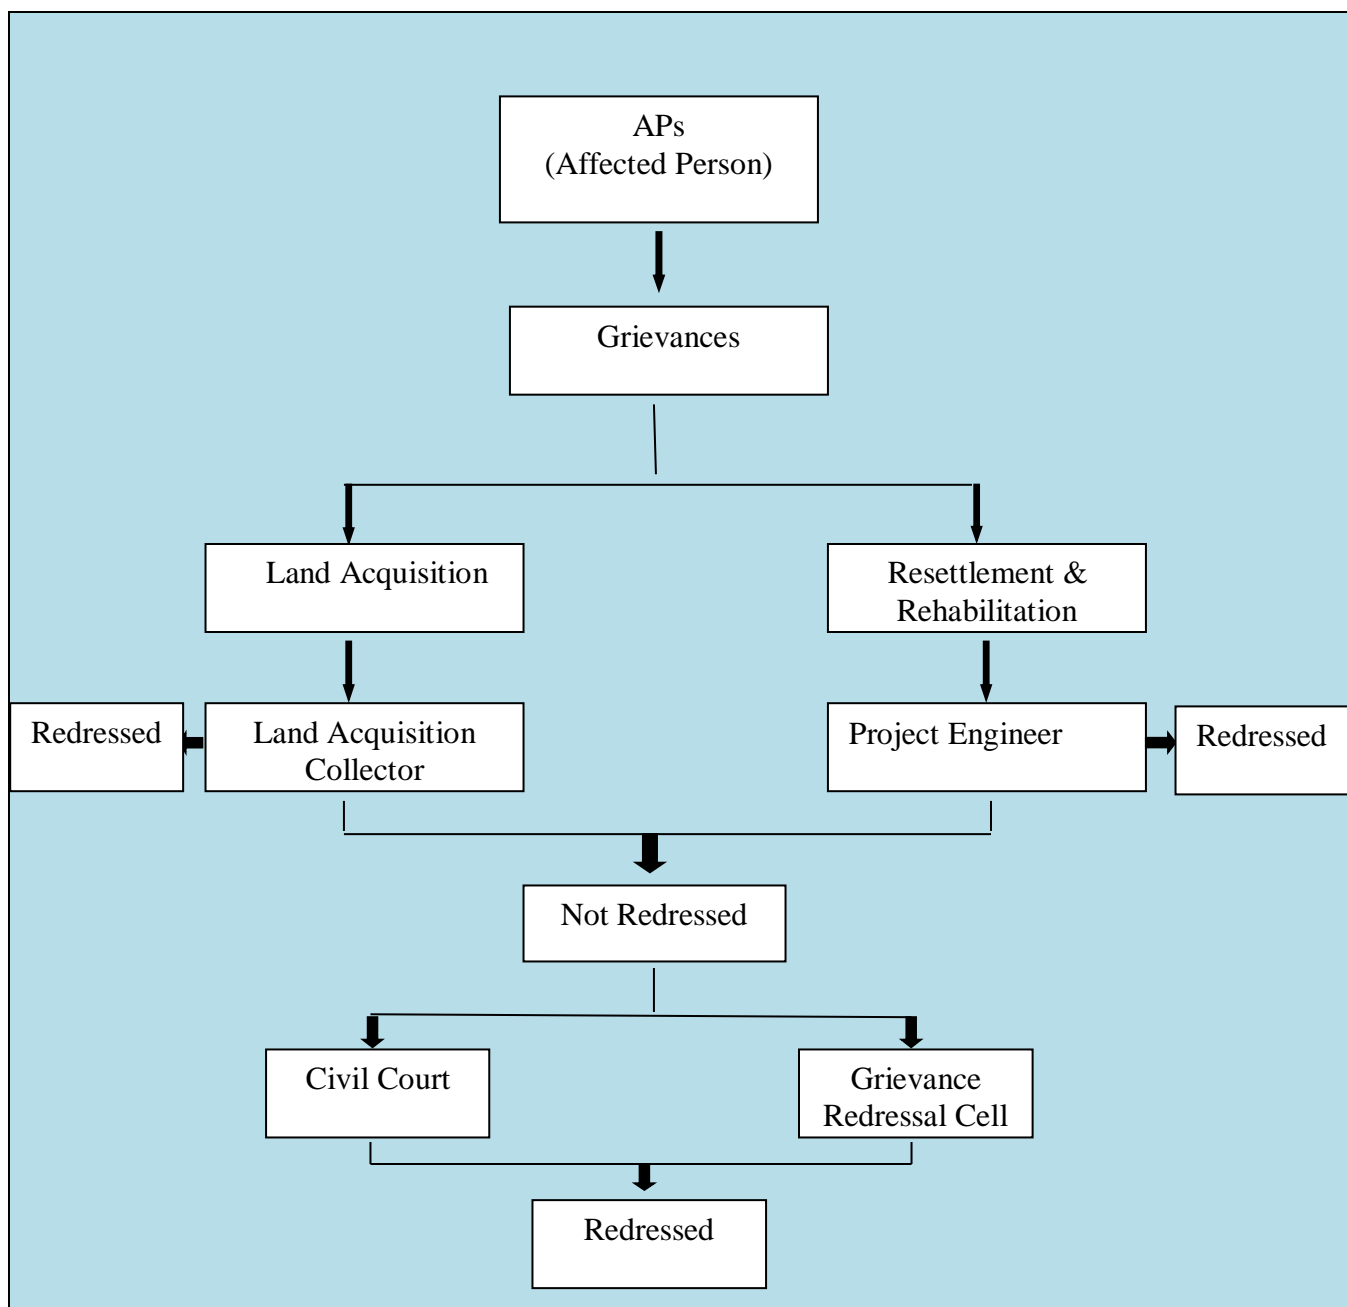 APs
(Affected Person)
Grievances
Land Acquisition
Resettlement &
Rehabilitation
Redressed
Land Acquisition
Collector
Project Engineer
Redressed
Not Redressed
Civil Court
Grievance
Redressal Cell
Redressed